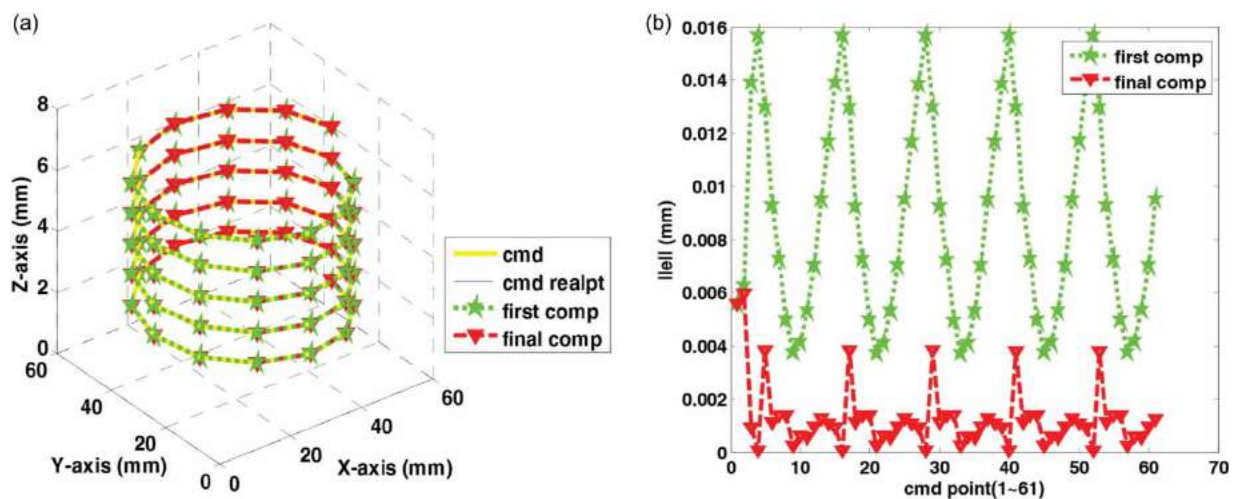 (a)
8
6
4
2
0
Z-axis (mm)
60
40
20
0
Y-axis (mm)
0
20
40
60
X-axis (mm)
cmd
cmd realpt
first comp
final comp
(b)
0.016
0.014
0.012
0.01
0.008
0.006
0.004
0.002
0
||e|| (mm)
0
10
20
30
40
50
60
70
cmd point(1~61)
first comp
final comp